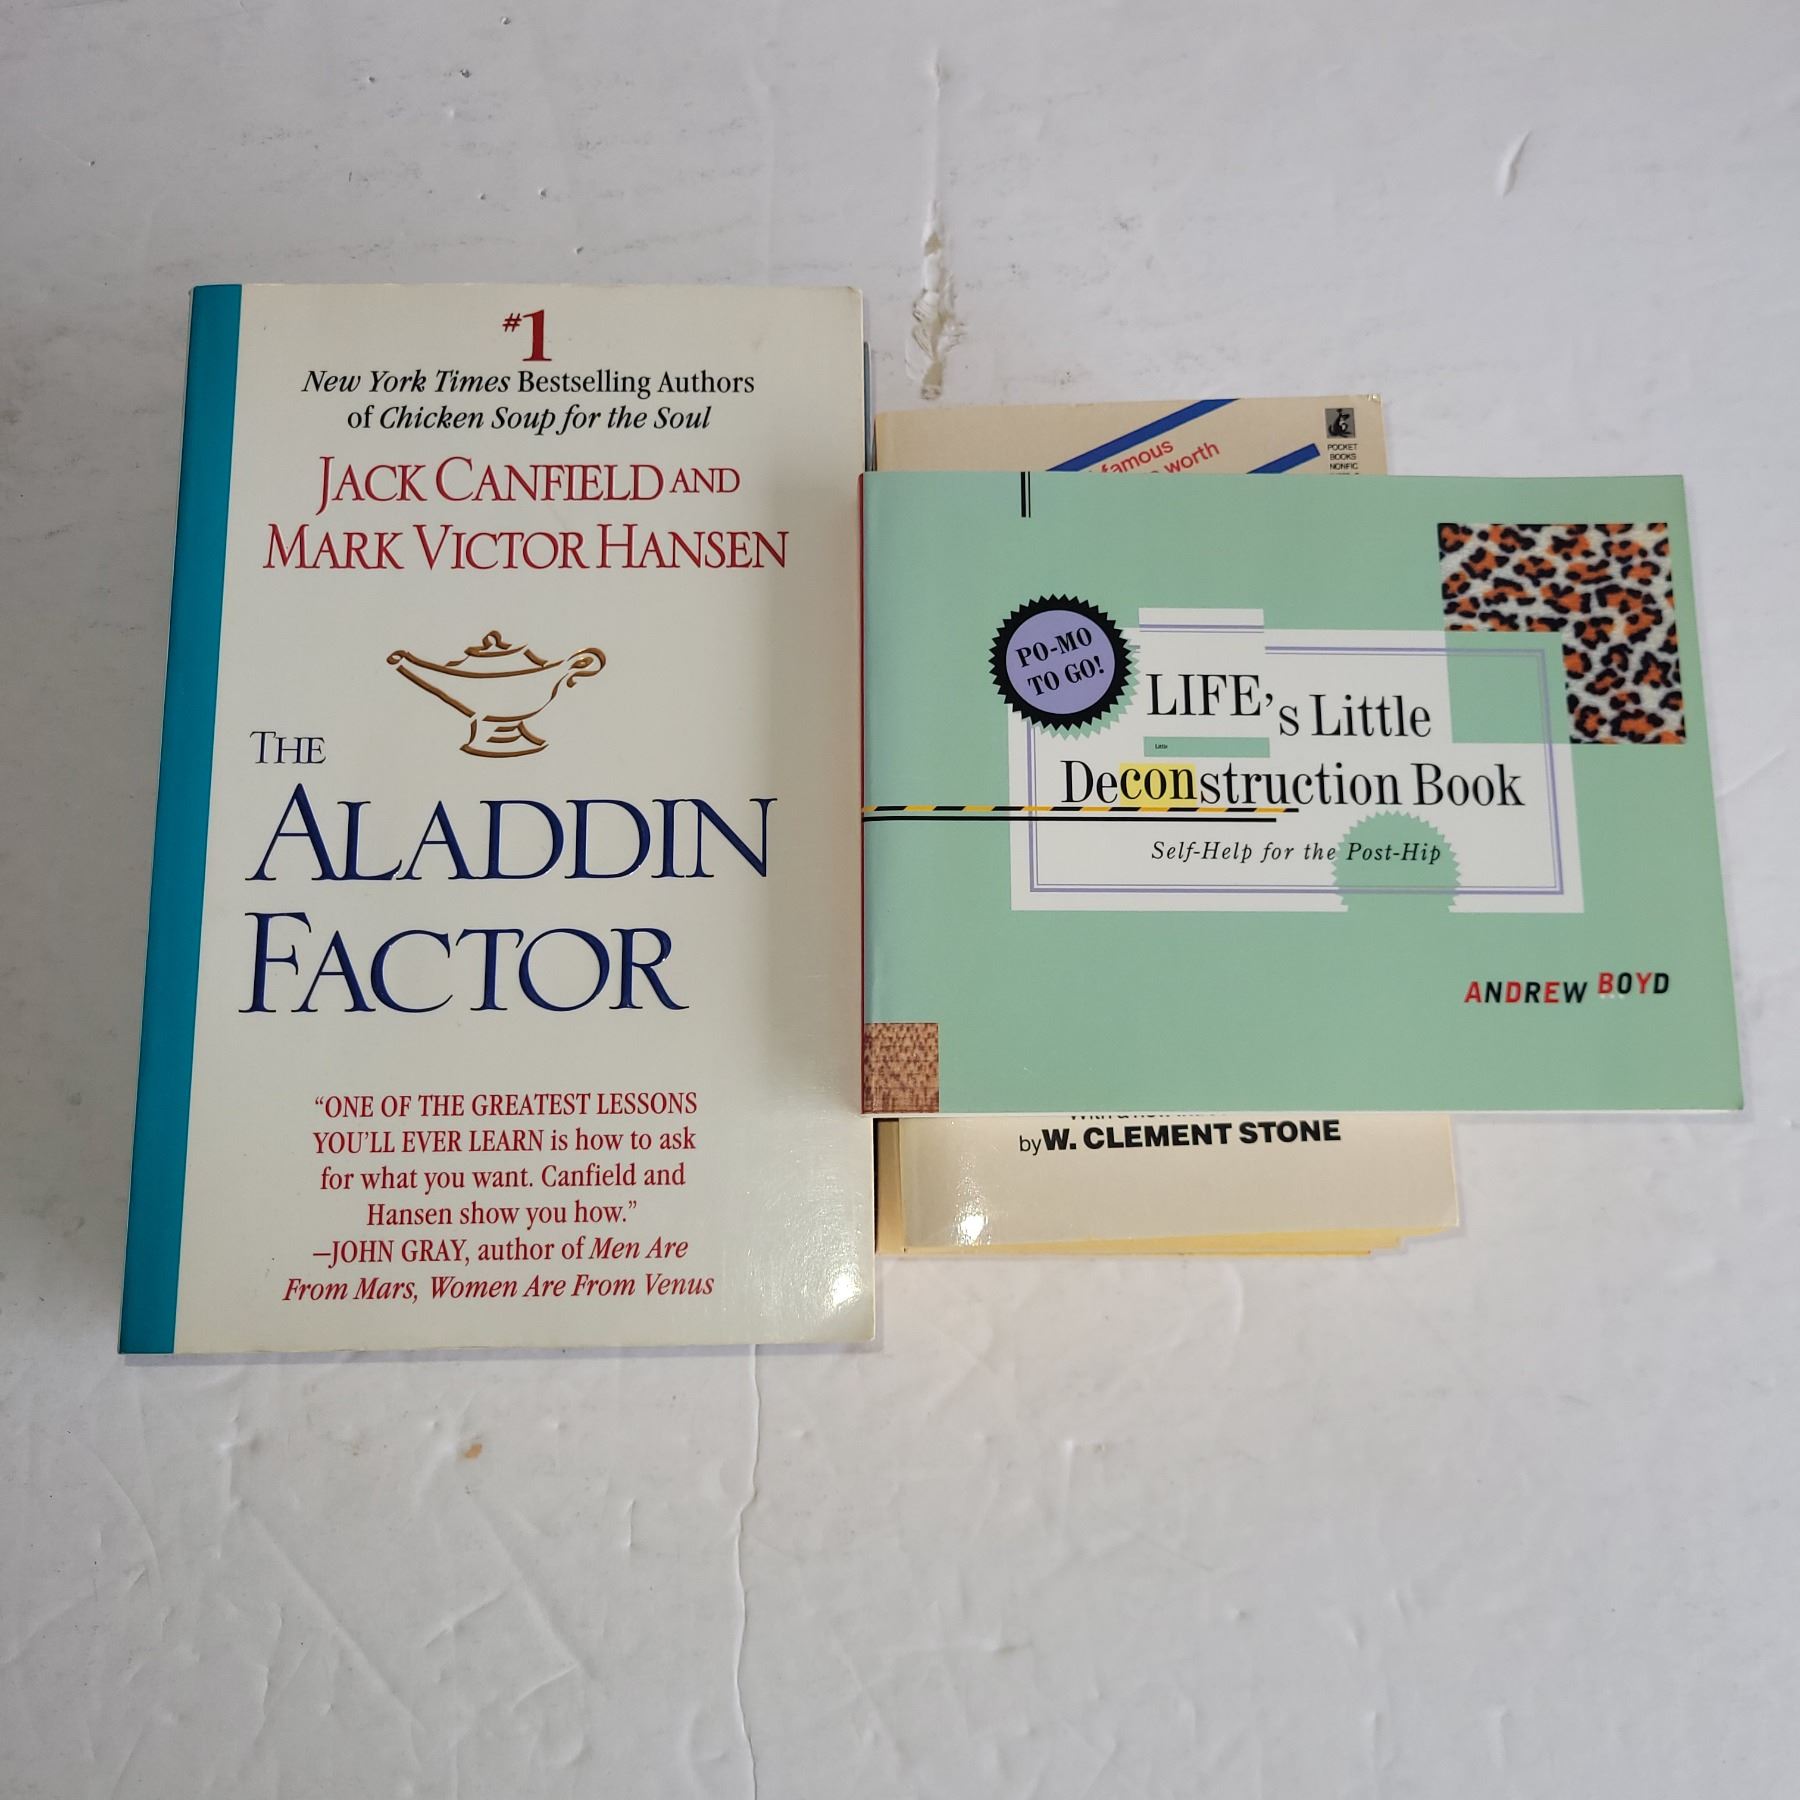 #1
New York Times Bestselling Authors
of Chicken Soup for the Soul
JACK CANFIELD AND
MARK VICTOR HANSEN
THE
ALADDIN
FACTOR
“ONE OF THE GREATEST LESSONS
YOU'LL EVER LEARN is how to ask
for what you want. Canfield and
Hansen show you how.”
—JOHN GRAY, author of Men Are
From Mars, Women Are From Venus
famous
worth
POCKET
BOOKS
NONFIC
PO-MO
TO GO!
LIFE's Little
Little
Deconstruction Book
Self-Help for the Post-Hip
ANDREW BOYD
by W. CLEMENT STONE